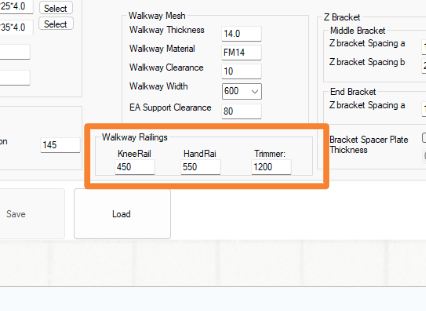 25*4.0 Select
35*4.0 Select
Walkway Mesh
Walkway Thickness 14.0
Walkway Material FM14
Walkway Clearance 10
Walkway Width 600
EA Support Clearance 80
Z Bracket
Middle Bracket
Z bracket Spacing a
Z bracket Spacing b
End Bracket
Z bracket Spacing a
Bracket Spacer Plate
Thickness
145
Walkway Railings
KneeRail HandRai Trimmer:
450 550 1200
Save Load